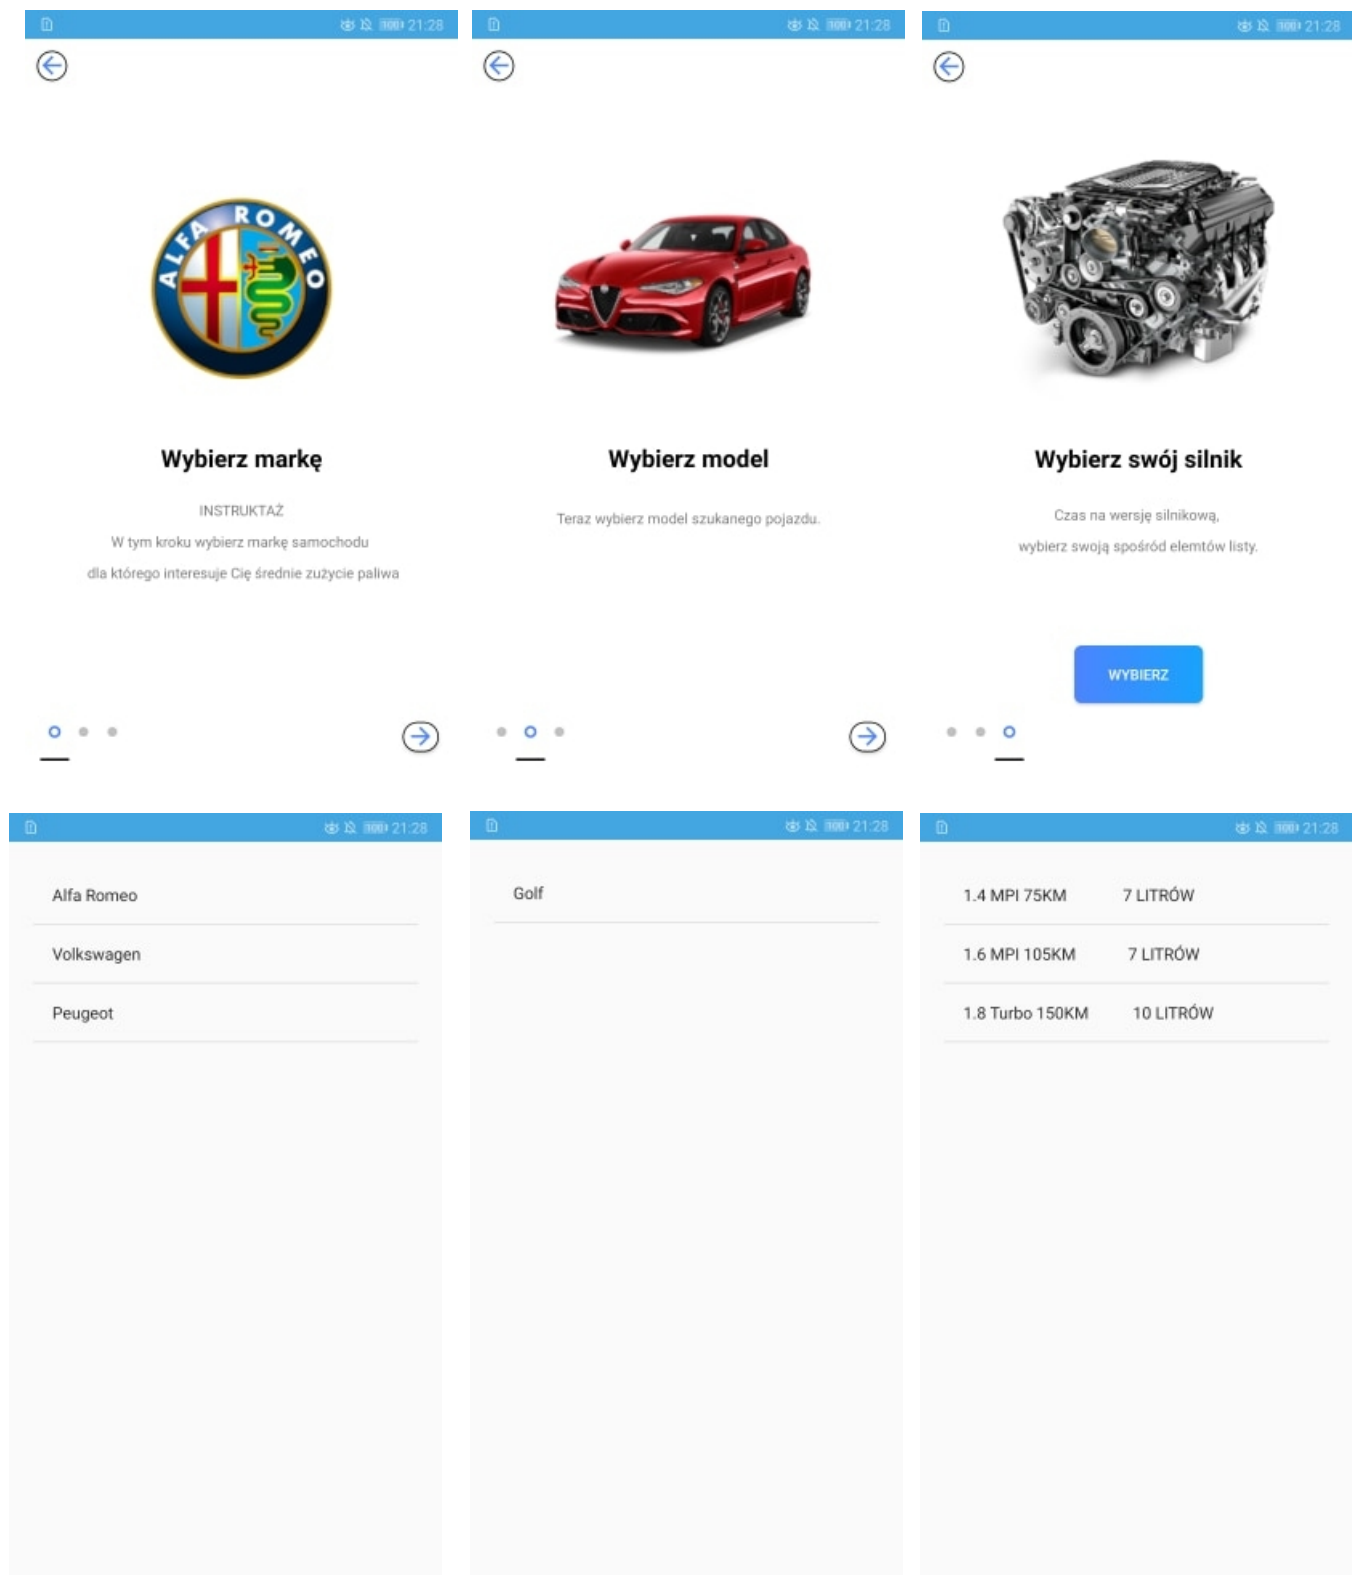 21:28
ALFA ROMEO
Wybierz markę
INSTRUKTAŻ
W tym kroku wybierz markę samochodu
dla którego interesuje Cię średnie zużycie paliwa
21:28
Wybierz model
Teraz wybierz model szukanego pojazdu.
21:28
Wybierz swój silnik
Czas na wersję silnikową,
wybierz swoją spośród elemtów listy.
WYBIERZ
21:28
Alfa Romeo
Volkswagen
Peugeot
21:28
Golf
21:28
1.4 MPI 75KM 7 LITRÓW
1.6 MPI 105KM 7 LITRÓW
1.8 Turbo 150KM 10 LITRÓW